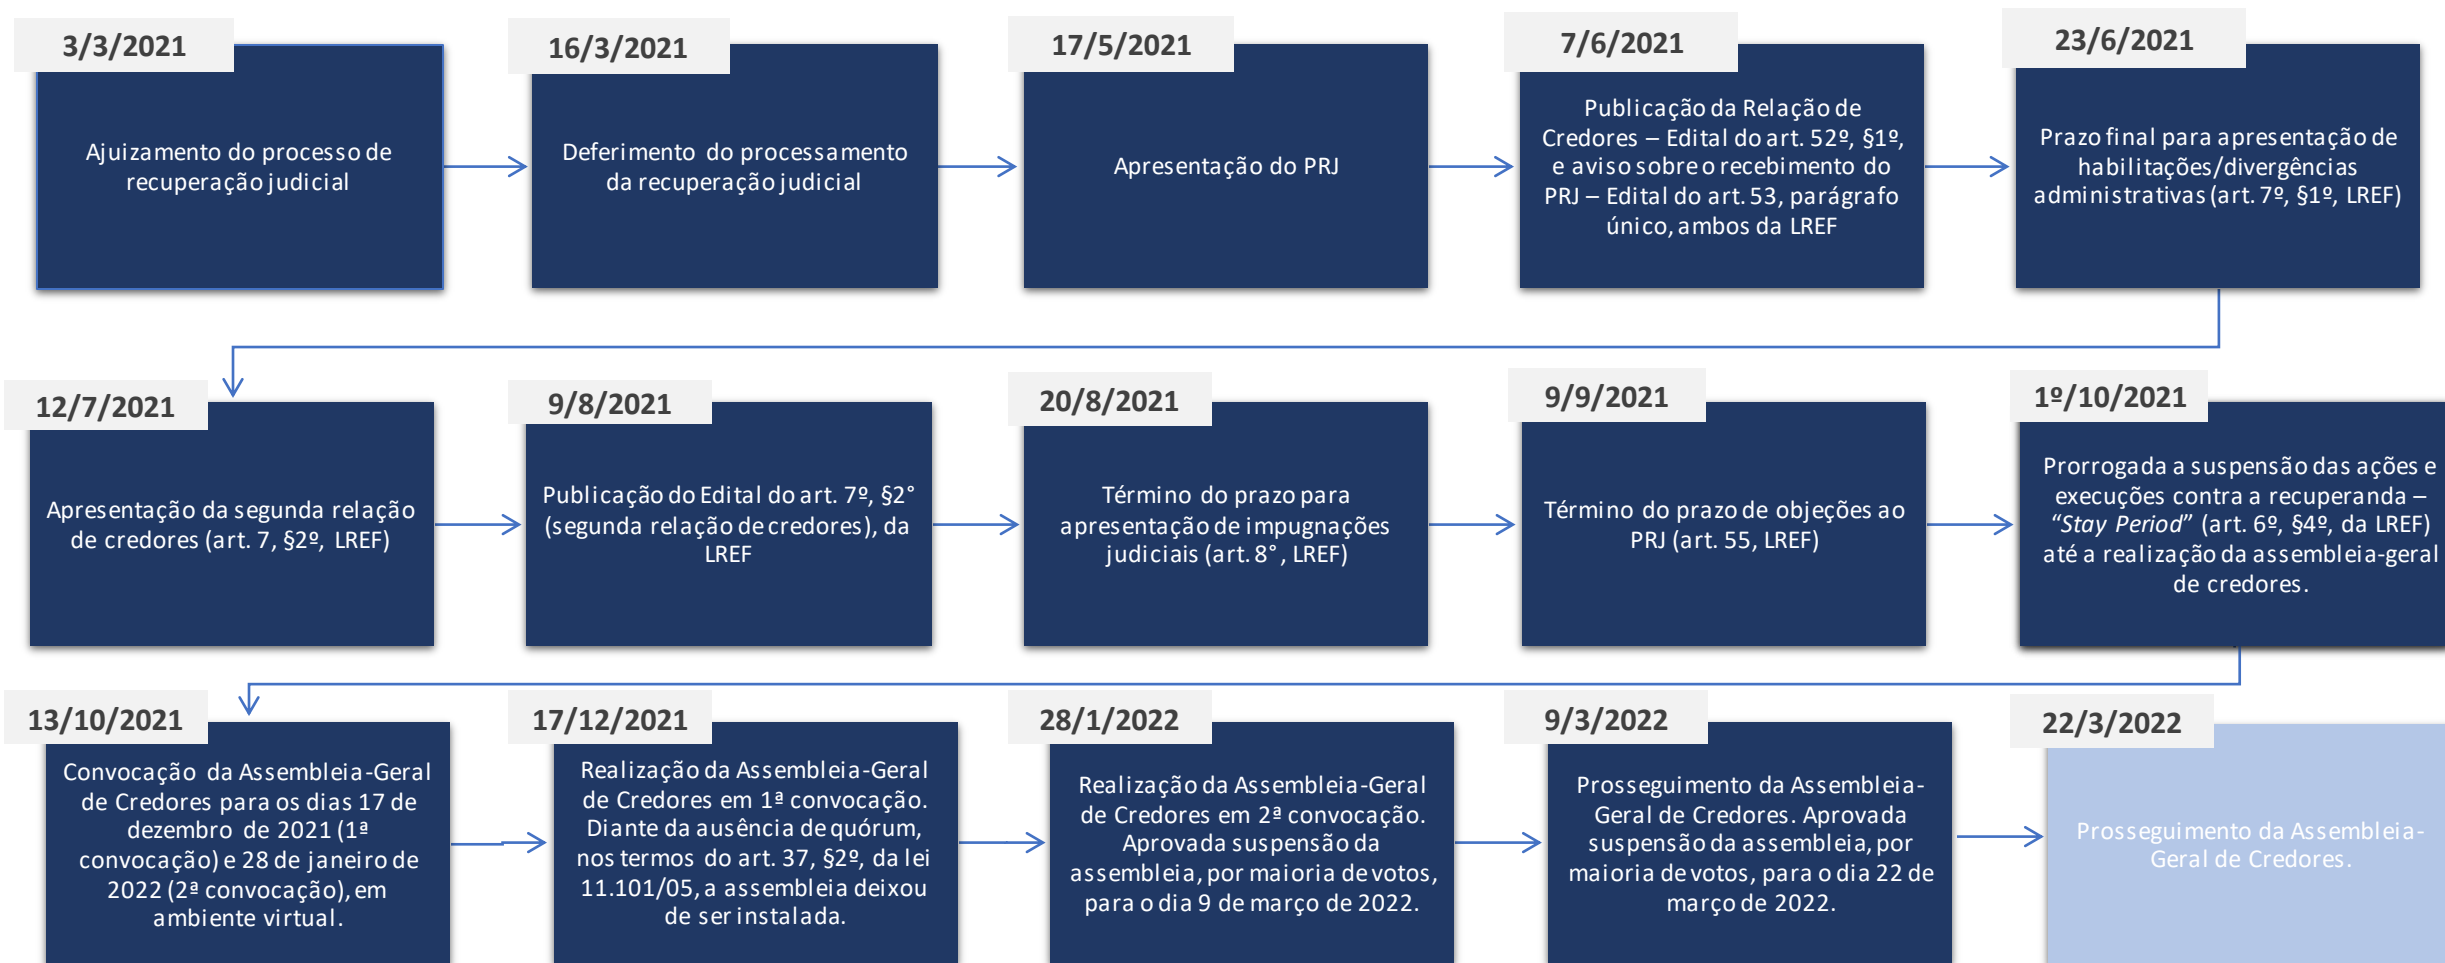 3/3/2021
Ajuizamento do processo de
recuperação judicial
16/3/2021
Deferimento do processamento
da recuperação judicial
17/5/2021
Apresentação do PRJ
7/6/2021
Publicação da Relação de
Credores – Edital do art. 52º, §1º,
e aviso sobre o recebimento do
PRJ – Edital do art. 53, parágrafo
único, ambos da LREF
23/6/2021
Prazo final para apresentação de
habilitações/divergências
administrativas (art. 7º, §1º, LREF)
12/7/2021
Apresentação da segunda relação
de credores (art. 7, §2º, LREF)
9/8/2021
Publicação do Edital do art. 7º, §2°
(segunda relação de credores), da
LREF
20/8/2021
Término do prazo para
apresentação de impugnações
judiciais (art. 8°, LREF)
9/9/2021
Término do prazo de objeções ao
PRJ (art. 55, LREF)
1º/10/2021
Prorrogada a suspensão das ações e
execuções contra a recuperanda –
“Stay Period” (art. 6º, §4º, da LREF)
até a realização da assembleia-geral
de credores.
13/10/2021
Convocação da Assembleia-Geral
de Credores para os dias 17 de
dezembro de 2021 (1ª
convocação) e 28 de janeiro de
2022 (2ª convocação), em
ambiente virtual.
17/12/2021
Realização da Assembleia-Geral
de Credores em 1ª convocação.
Diante da ausência de quórum,
nos termos do art. 37, §2º, da lei
11.101/05, a assembleia deixou
de ser instalada.
28/1/2022
Realização da Assembleia-Geral
de Credores em 2ª convocação.
Aprovada suspensão da
assembleia, por maioria de votos,
para o dia 9 de março de 2022.
9/3/2022
Prosseguimento da Assembleia-
Geral de Credores. Aprovada
suspensão da assembleia, por
maioria de votos, para o dia 22 de
março de 2022.
22/3/2022
Prosseguimento da Assembleia-
Geral de Credores.